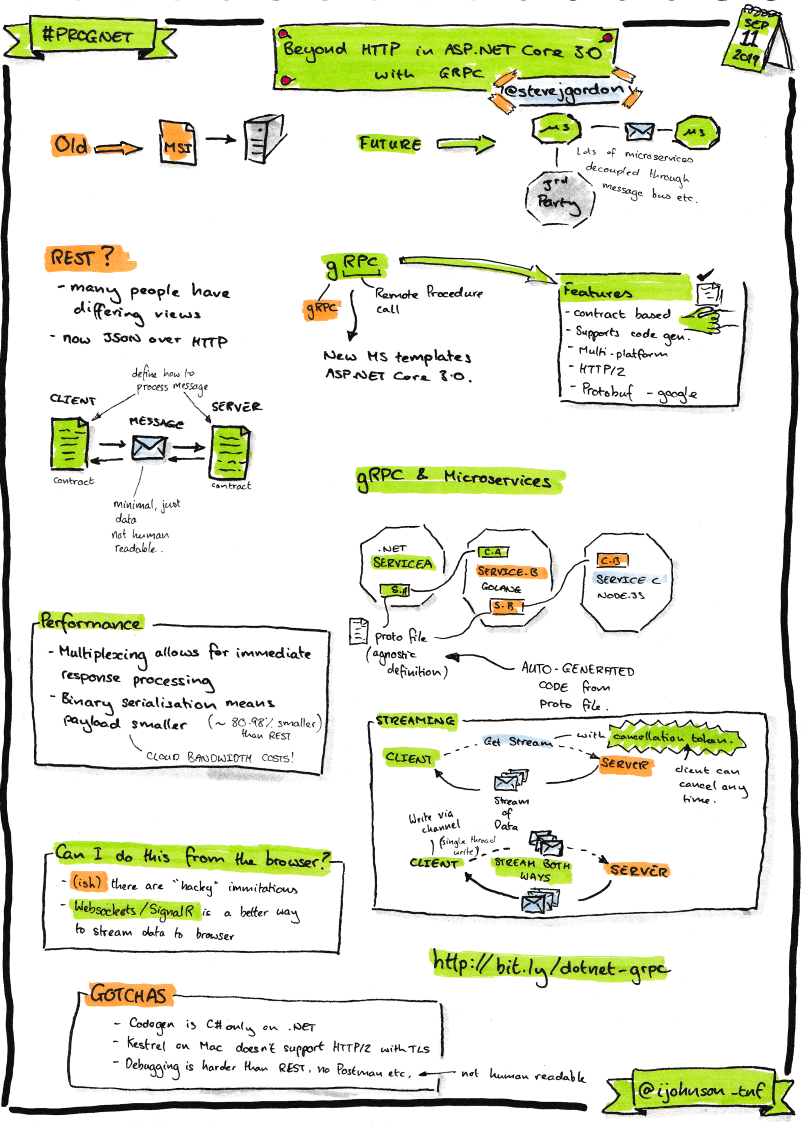 #PROGNET
Beyond HTTP in ASP.NET Core 3.0
with GRPC
@stevejgordon
SEP
11
2019
Old
MSI
FUTURE
μs
μs
3rd
Party
Lots of microservices
decoupled through
message bus etc.
REST?
- many people have
differing views
- now JSON over HTTP
gRPC
gRPC
Remote Procedure
call
New MS templates
ASP.NET Core 3.0.
Features
- contract based
- Supports code gen.
- Multi-platform
- HTTP/2
- Protobuf - google
define how to
process message
CLIENT
MESSAGE
SERVER
contract
contract
minimal, just
data
not human
readable.
gRPC & Microservices
.NET
SERVICEA
S.A
C.A
SERVICE.B
GOLANG
S.B.
C-B
SERVICE C
NODE.JS
proto file
(agnostic
definition)
AUTO-GENERATED
CODE from
Proto file.
Performance
- Multiplexing allows for immediate
response processing
- Binary serialisation means
payload smaller (~ 80.98% smaller)
than REST
CLOUD BANDWIDTH COSTS!
STREAMING
CLIENT
Get Stream
with cancellation token.
SERVER
client can
cancel any
time.
Stream
of
Data
Write via
channel
(single thread
write)
CLIENT
STREAM BOTH
WAYS
SERVER
Can I do this from the browser?
- (ish) there are "hacky" immitations
- Websockets/SignalR is a better way
to stream data to browser
http://bit.ly/dotnet-grpc
GOTCHAS
- Codegen is C# only on .NET
- Kestrel on Mac doesn't support HTTP/2 with TLS
- Debugging is harder than REST, no Postman etc.
not human readable
@ijohnson_tnf